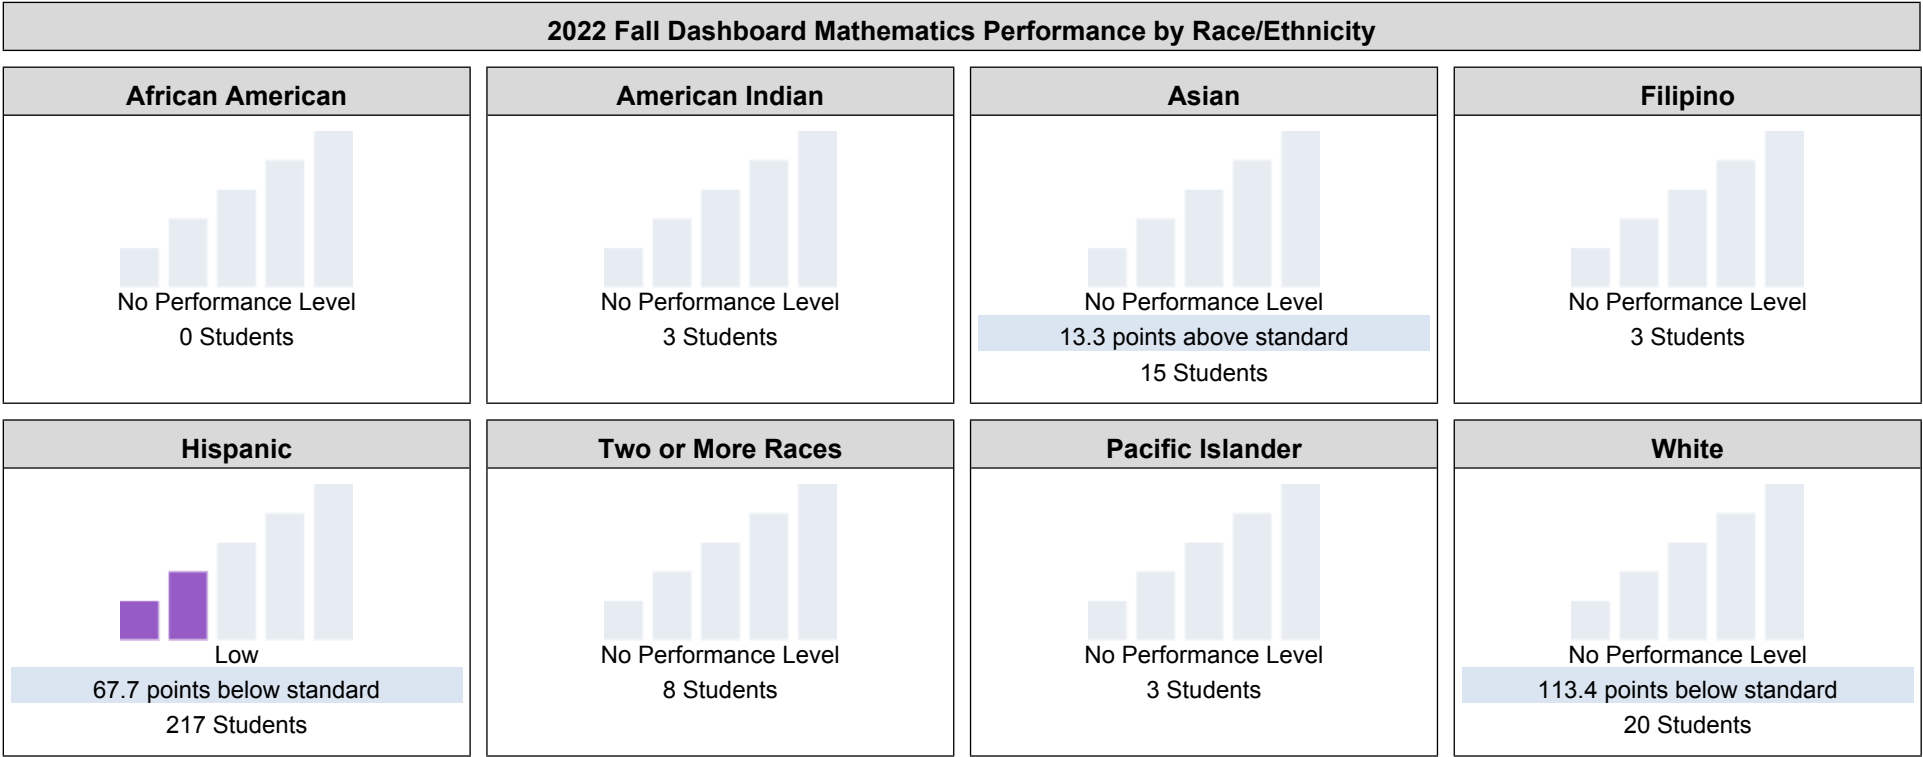 2022 Fall Dashboard Mathematics Performance by Race/Ethnicity
African American
No Performance Level
0 Students
American Indian
No Performance Level
3 Students
Asian
No Performance Level
13.3 points above standard
15 Students
Filipino
No Performance Level
3 Students
Hispanic
Low
67.7 points below standard
217 Students
Two or More Races
No Performance Level
8 Students
Pacific Islander
No Performance Level
3 Students
White
No Performance Level
113.4 points below standard
20 Students